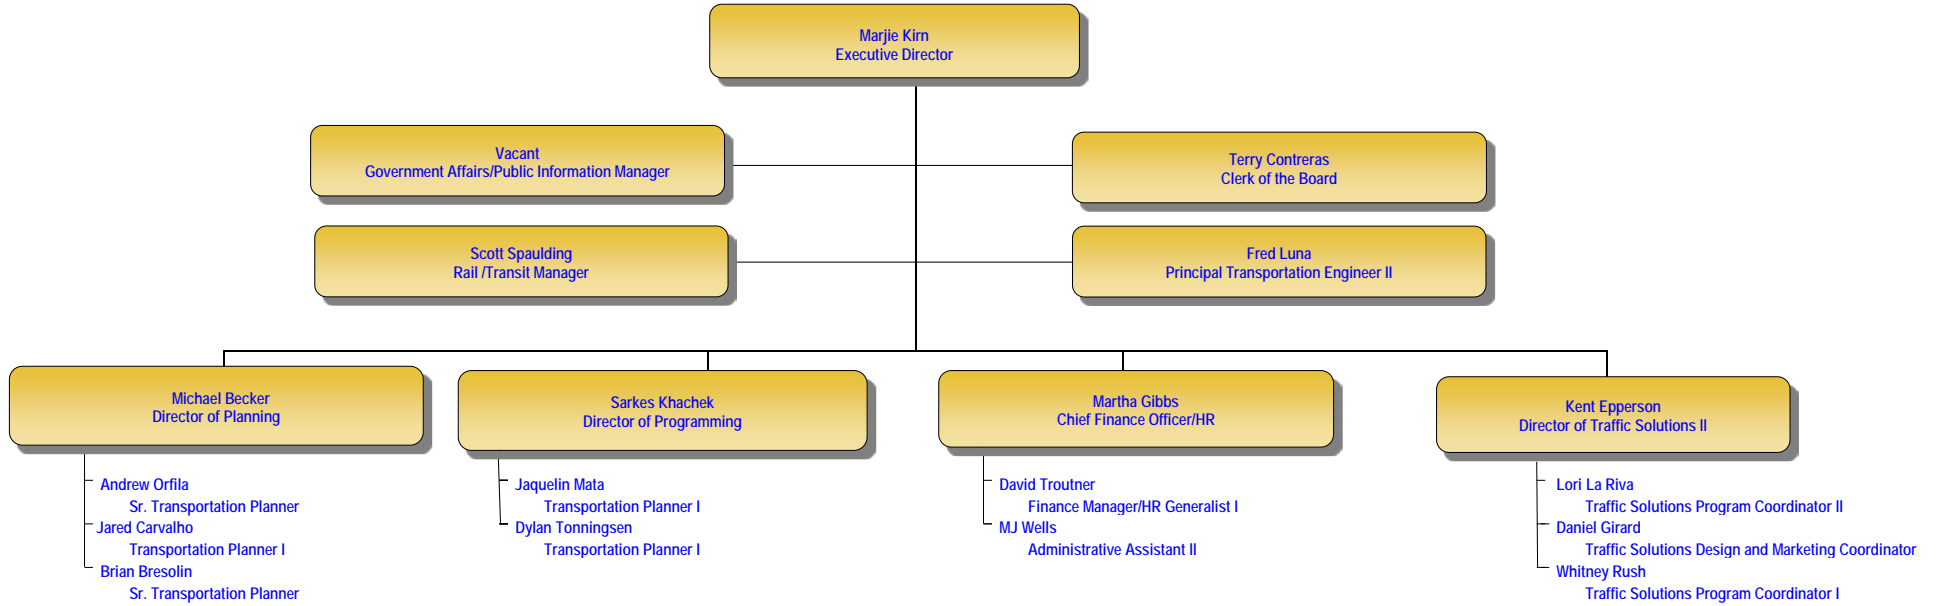 Marjie Kirn
Executive Director
Vacant
Government Affairs/Public Information Manager
Terry Contreras
Clerk of the Board
Scott Spaulding
Rail /Transit Manager
Fred Luna
Principal Transportation Engineer II
Michael Becker
Director of Planning
Andrew Orfila
Sr. Transportation Planner
Jared Carvalho
Transportation Planner I
Brian Bresolin
Sr. Transportation Planner
Sarkes Khachek
Director of Programming
Jaquelin Mata
Transportation Planner I
Dylan Tonningsen
Transportation Planner I
Martha Gibbs
Chief Finance Officer/HR
David Troutner
Finance Manager/HR Generalist I
MJ Wells
Administrative Assistant II
Kent Epperson
Director of Traffic Solutions II
Lori La Riva
Traffic Solutions Program Coordinator II
Daniel Girard
Traffic Solutions Design and Marketing Coordinator
Whitney Rush
Traffic Solutions Program Coordinator I